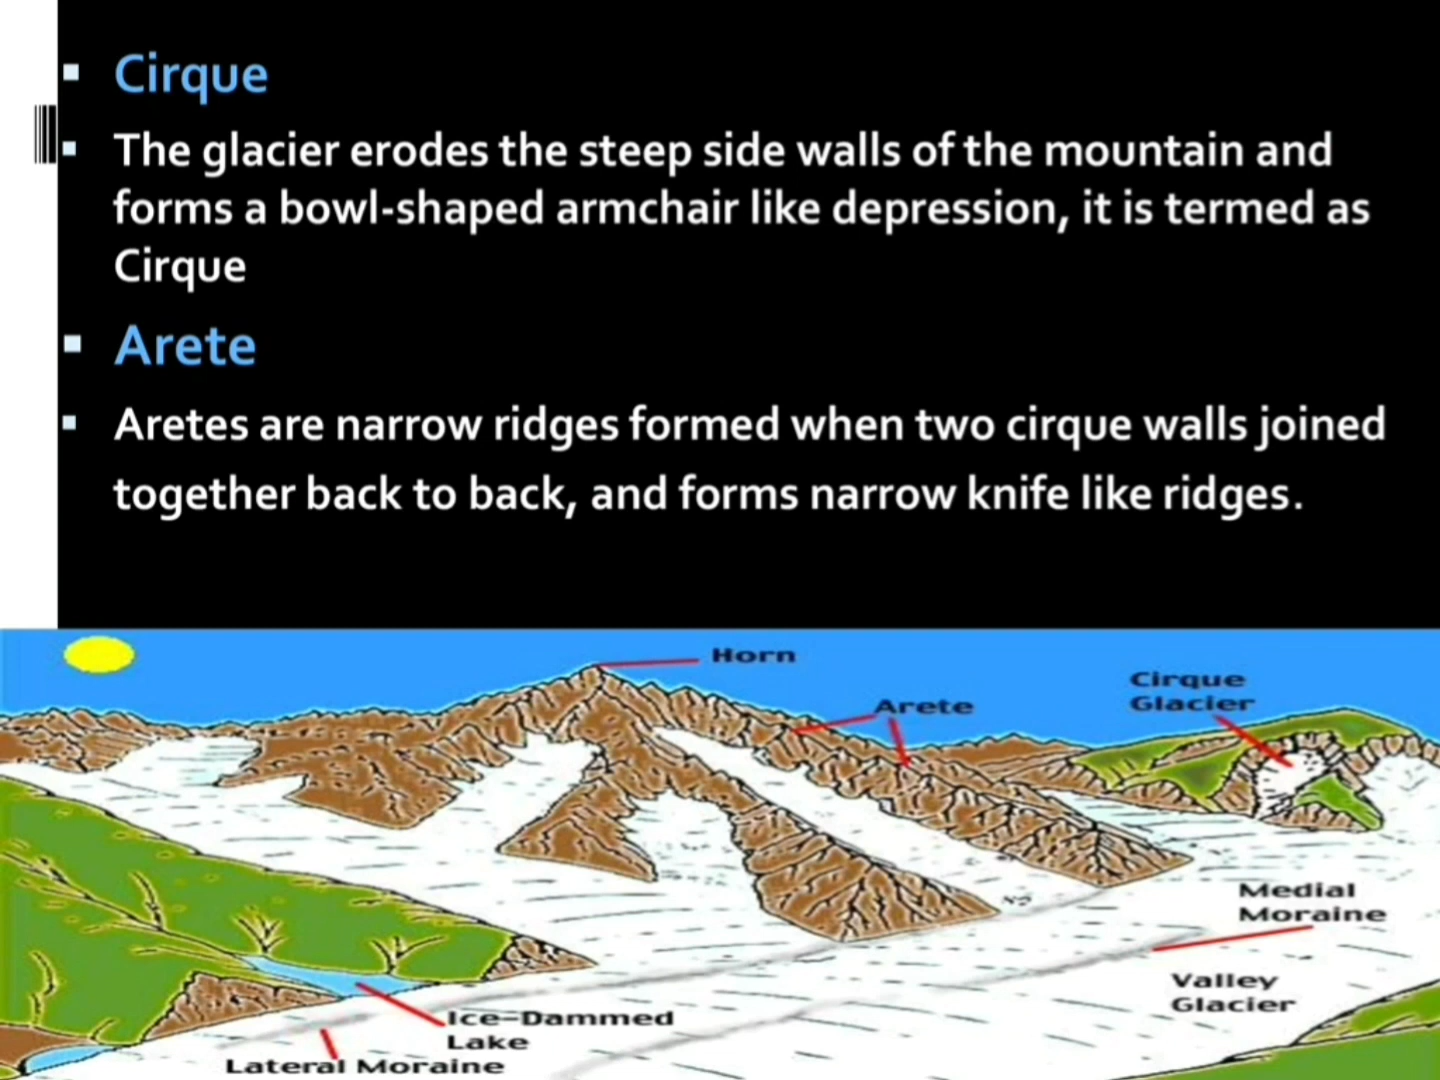 Cirque
The glacier erodes the steep side walls of the mountain and
forms a bowl-shaped armchair like depression, it is termed as
Cirque
Arete
Aretes are narrow ridges formed when two cirque walls joined
together back to back, and forms narrow knife like ridges.
Horn
Arete
Cirque
Glacier
Medial
Moraine
Valley
Glacier
Ice-Dammed
Lake
Lateral Moraine